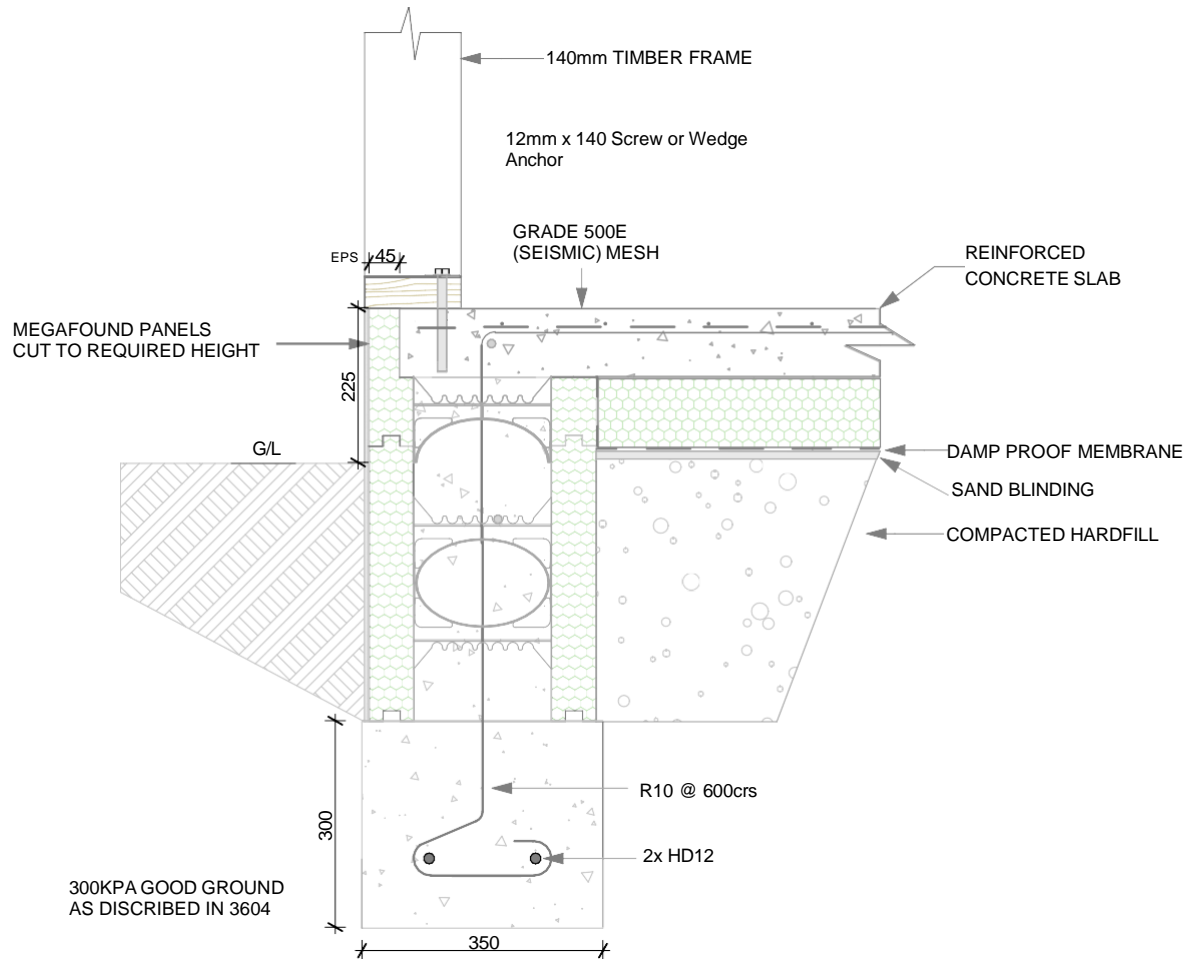 140mm TIMBER FRAME
12mm x 140 Screw or Wedge
Anchor
GRADE 500E
(SEISMIC) MESH
REINFORCED
CONCRETE SLAB
EPS
45
MEGAFOUND PANELS
CUT TO REQUIRED HEIGHT
225
G/L
DAMP PROOF MEMBRANE
SAND BLINDING
COMPACTED HARDFILL
R10 @ 600crs
300
2x HD12
300KPA GOOD GROUND
AS DISCRIBED IN 3604
350